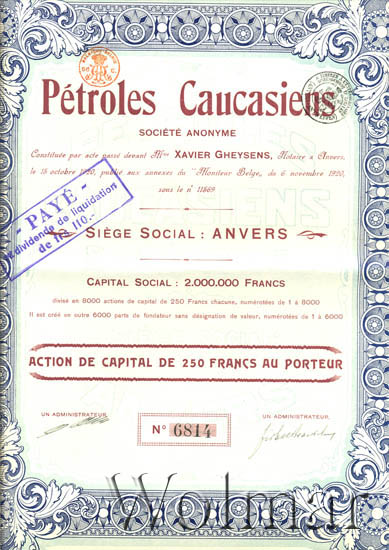 Pétroles Caucasiens
SOCIÉTÉ ANONYME
Constituée par acte passé devant Mtre XAVIER GHEYSENS, Notaire à Anvers,
le 15 octobre 1920, publié aux annexes du "Moniteur Belge, du 6 novembre 1920,
sous le n° 11869
- PAYÉ -
dividende de liquidation
de 110.-
SIÈGE SOCIAL : ANVERS
CAPITAL SOCIAL : 2.000.000 FRANCS
divisé en 8000 actions de capital de 250 Francs chacune, numérotées de 1 à 8000
Il est créé en outre 6000 parts de fondateur sans désignation de valeur, numérotées de 1 à 6000
ACTION DE CAPITAL DE 250 FRANCS AU PORTEUR
UN ADMINISTRATEUR,
UN ADMINISTRATEUR,
N° 6814
Wolmar